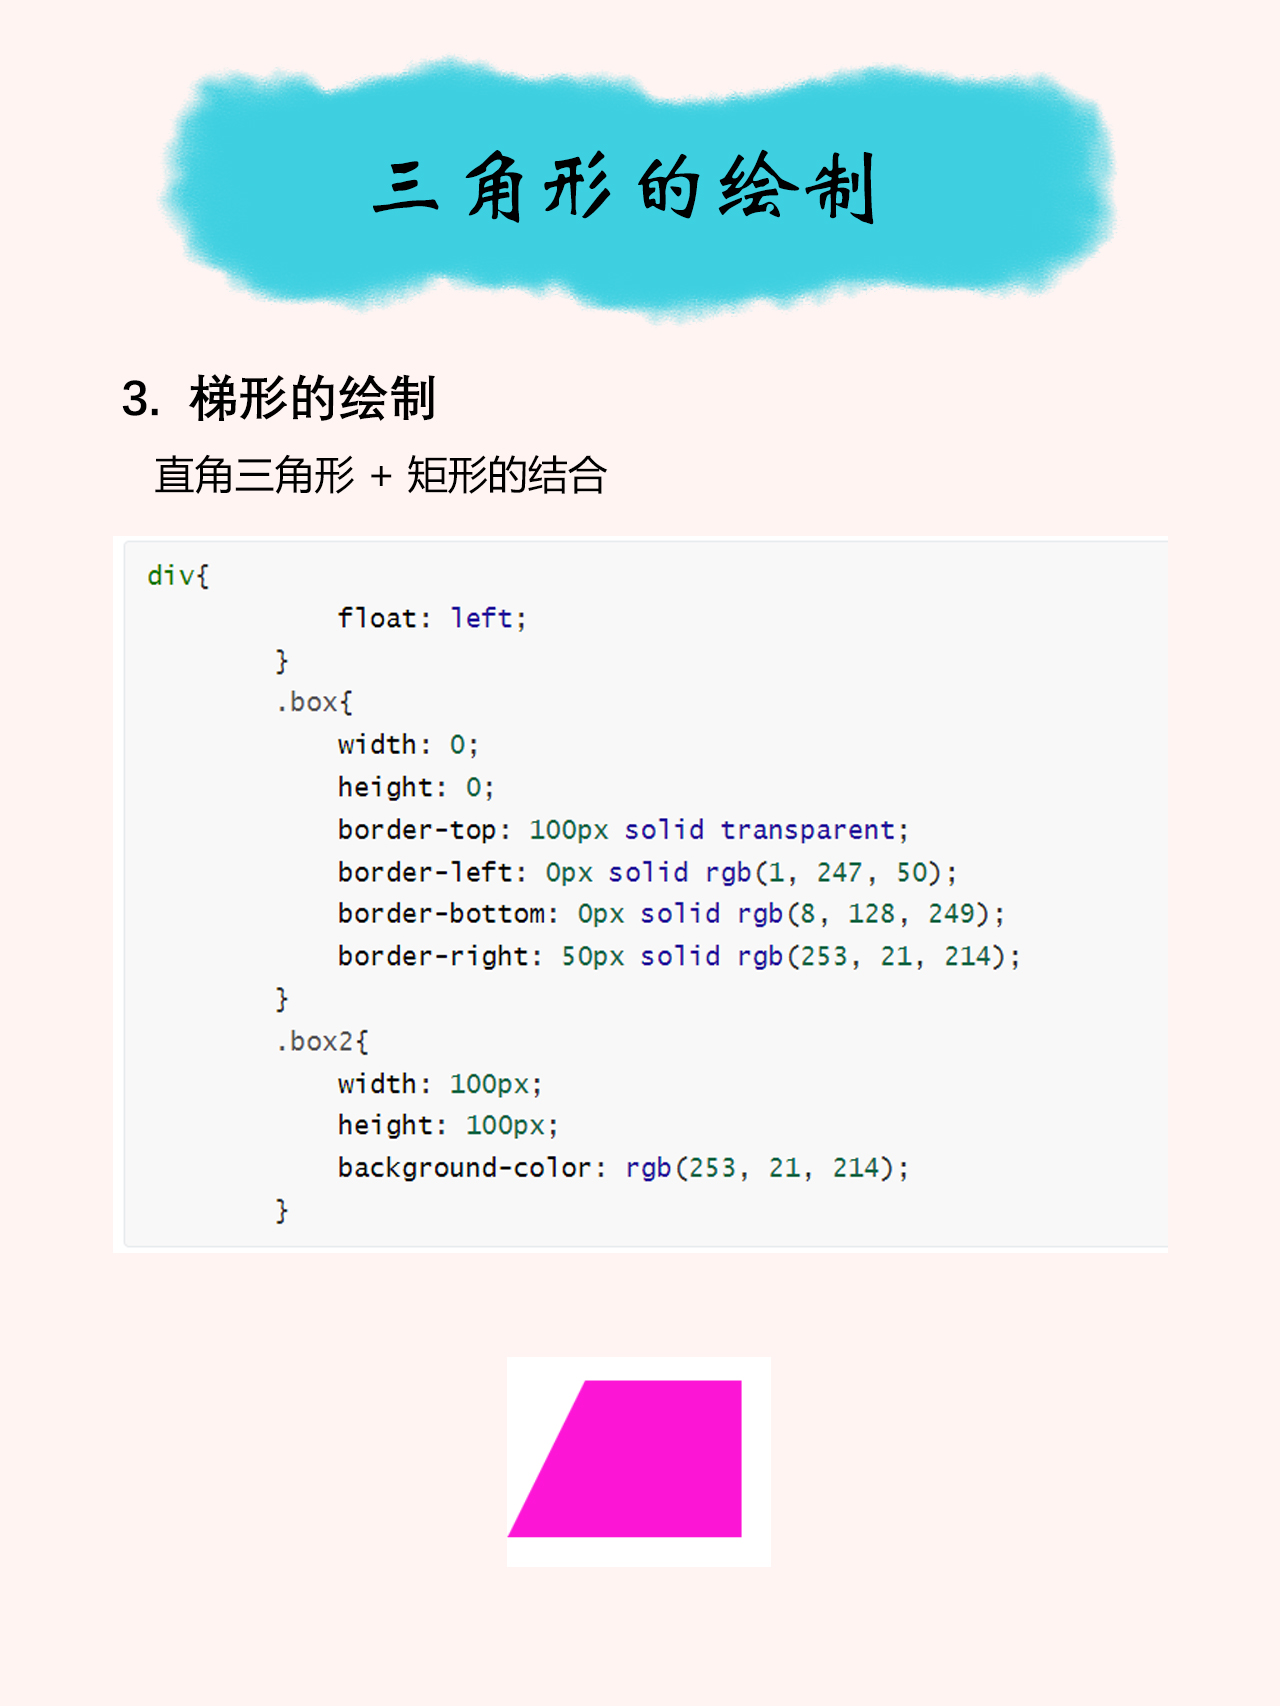 三角形的绘制
3. 梯形的绘制
直角三角形 + 矩形的结合
div{
float: left;
}
.box{
width: 0;
height: 0;
border-top: 100px solid transparent;
border-left: 0px solid rgb(1, 247, 50);
border-bottom: 0px solid rgb(8, 128, 249);
border-right: 50px solid rgb(253, 21, 214);
}
.box2{
width: 100px;
height: 100px;
background-color: rgb(253, 21, 214);
}